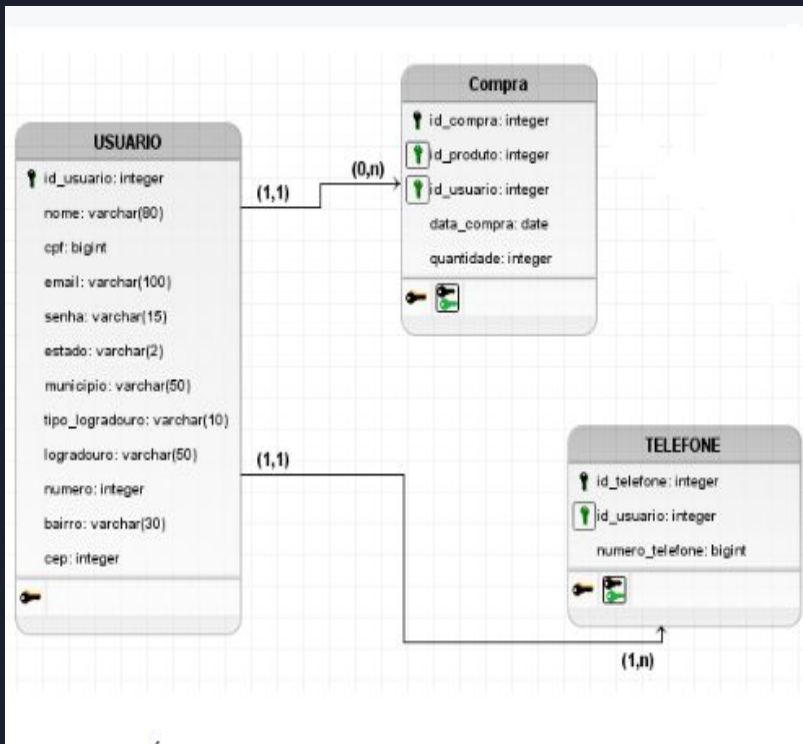 USUARIO
id_usuario: integer
nome: varchar(80)
cpf: bigint
email: varchar(100)
senha: varchar(15)
estado: varchar(2)
municipio: varchar(50)
tipo_logradouro: varchar(10)
logradouro: varchar(50)
numero: integer
bairro: varchar(30)
cep: integer
(1,1)
(0,n)
Compra
id_compra: integer
id_produto: integer
id_usuario: integer
data_compra: date
quantidade: integer
(1,1)
(1,n)
TELEFONE
id_telefone: integer
id_usuario: integer
numero_telefone: bigint